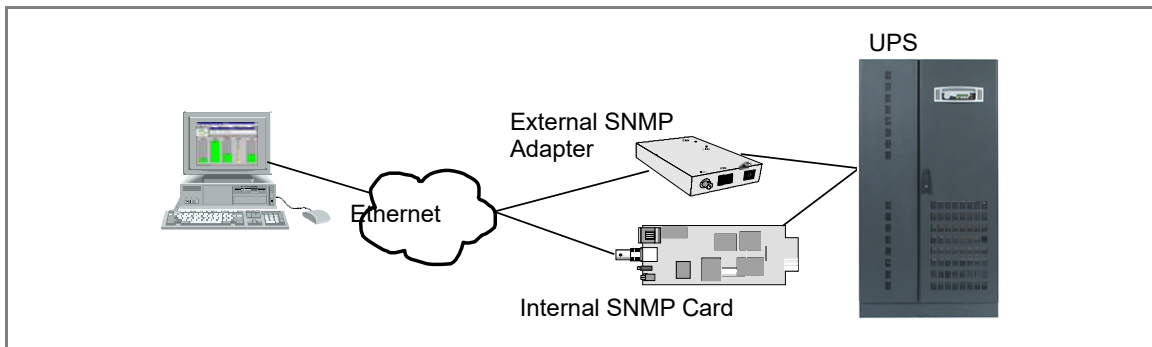 UPS
External SNMP
Adapter
Ethernet
Internal SNMP Card